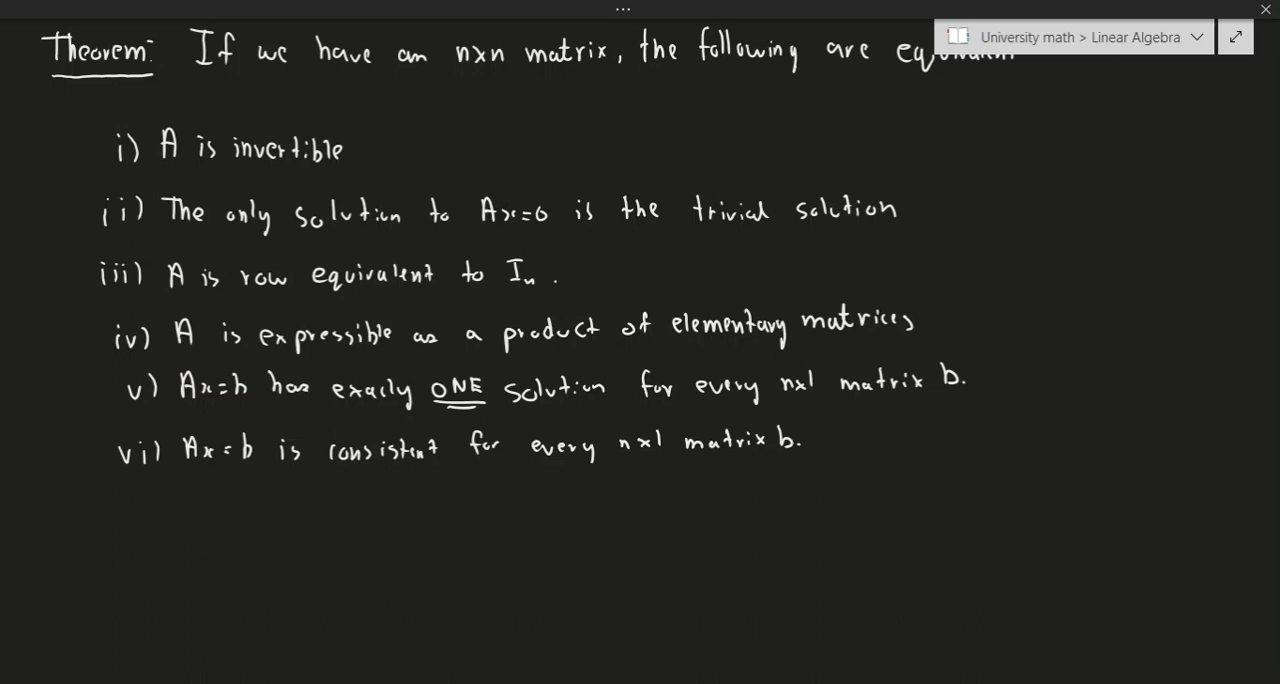 University math > Linear Algebra
Theorem: If we have an nxn matrix, the following are equivalent
i) A is invertible
ii) The only solution to Ax=0 is the trivial solution
iii) A is row equivalent to Iₙ.
iv) A is expressible as a product of elementary matrices
v) Ax=b has exacly ONE solution for every nx1 matrix b.
vi) Ax=b is consistent for every nx1 matrix b.